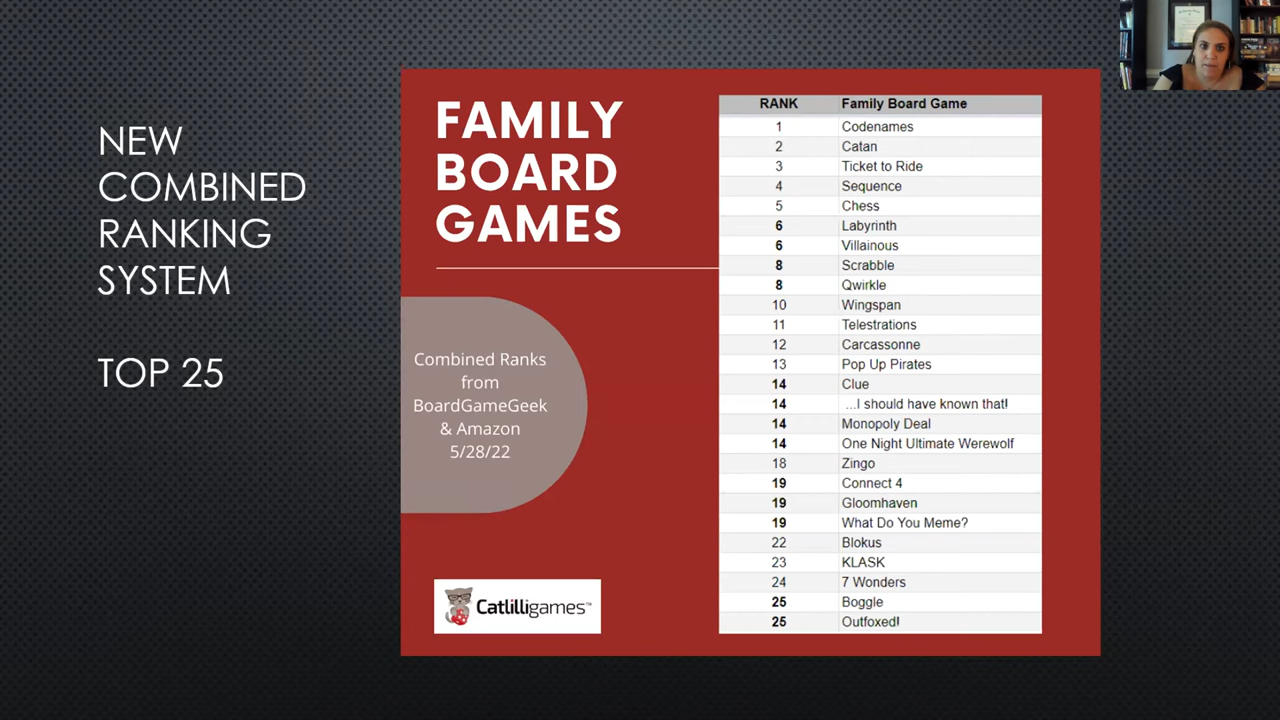 NEW
COMBINED
RANKING
SYSTEM
TOP 25
FAMILY
BOARD
GAMES
Combined Ranks
from
BoardGameGeek
& Amazon
5/28/22
Catlilligames™
RANK Family Board Game
1 Codenames
2 Catan
3 Ticket to Ride
4 Sequence
5 Chess
6 Labyrinth
6 Villainous
8 Scrabble
8 Qwirkle
10 Wingspan
11 Telestrations
12 Carcassonne
13 Pop Up Pirates
14 Clue
14 ...I should have known that!
14 Monopoly Deal
14 One Night Ultimate Werewolf
18 Zingo
19 Connect 4
19 Gloomhaven
19 What Do You Meme?
22 Blokus
23 KLASK
24 7 Wonders
25 Boggle
25 Outfoxed!